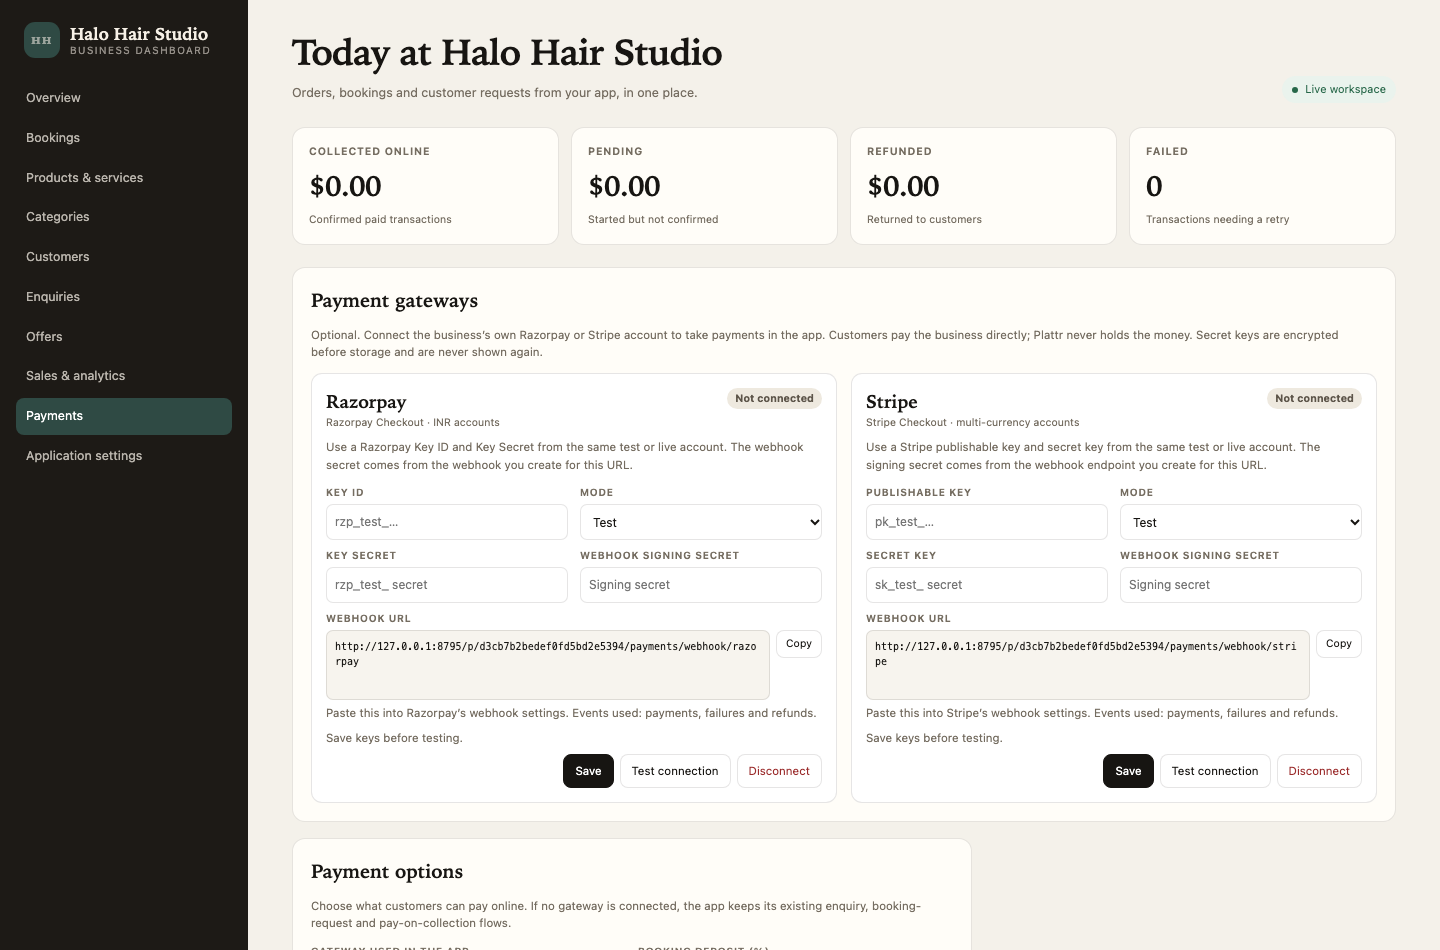 HH
Halo Hair Studio
BUSINESS DASHBOARD
Overview
Bookings
Products & services
Categories
Customers
Enquiries
Offers
Sales & analytics
Payments
Application settings
Today at Halo Hair Studio
Orders, bookings and customer requests from your app, in one place.
Live workspace
COLLECTED ONLINE
$0.00
Confirmed paid transactions
PENDING
$0.00
Started but not confirmed
REFUNDED
$0.00
Returned to customers
FAILED
0
Transactions needing a retry
Payment gateways
Optional. Connect the business's own Razorpay or Stripe account to take payments in the app. Customers pay the business directly; Plattr never holds the money. Secret keys are encrypted
before storage and are never shown again.
Razorpay
Not connected
Razorpay Checkout · INR accounts
Use a Razorpay Key ID and Key Secret from the same test or live account. The webhook
secret comes from the webhook you create for this URL.
KEY ID
MODE
rzp_test_...
Test
KEY SECRET
WEBHOOK SIGNING SECRET
rzp_test_ secret
Signing secret
WEBHOOK URL
http://127.0.0.1:8795/p/d3cb7b2bedef0fd5bd2e5394/payments/webhook/razo
rpay
Copy
Paste this into Razorpay's webhook settings. Events used: payments, failures and refunds.
Save keys before testing.
Save
Test connection
Disconnect
Stripe
Not connected
Stripe Checkout · multi-currency accounts
Use a Stripe publishable key and secret key from the same test or live account. The
signing secret comes from the webhook endpoint you create for this URL.
PUBLISHABLE KEY
MODE
pk_test_...
Test
SECRET KEY
WEBHOOK SIGNING SECRET
sk_test_ secret
Signing secret
WEBHOOK URL
http://127.0.0.1:8795/p/d3cb7b2bedef0fd5bd2e5394/payments/webhook/stri
pe
Copy
Paste this into Stripe's webhook settings. Events used: payments, failures and refunds.
Save keys before testing.
Save
Test connection
Disconnect
Payment options
Choose what customers can pay online. If no gateway is connected, the app keeps its existing enquiry, booking-
request and pay-on-collection flows.
GATEWAY USED IN THE APP
BOOKING DEPOSIT (%)